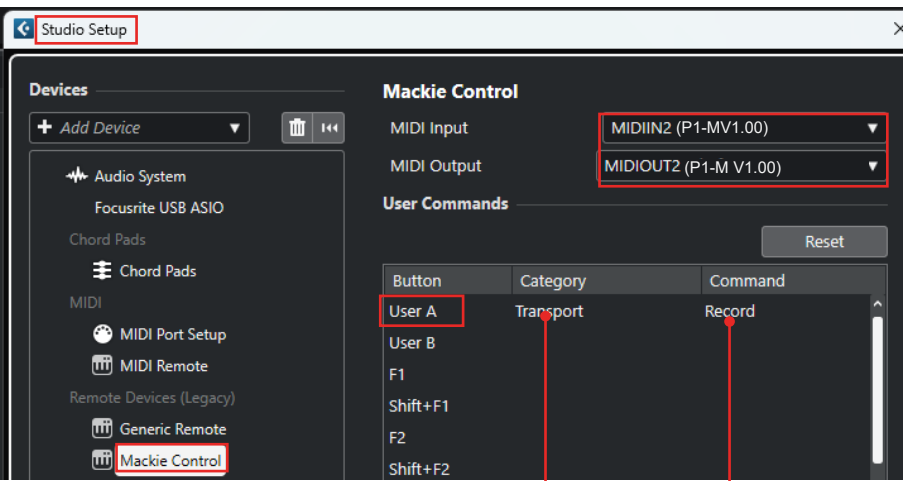 Studio Setup
Devices
Add Device
Audio System
Focusrite USB ASIO
Chord Pads
Chord Pads
MIDI
MIDI Port Setup
MIDI Remote
Remote Devices (Legacy)
Generic Remote
Mackie Control
Mackie Control
MIDI Input MIDIIN2 (P1-MV1.00)
MIDI Output MIDIOUT2 (P1-M V1.00)
User Commands
Reset
Button Category Command
User A Transport Record
User B
F1
Shift+F1
F2
Shift+F2